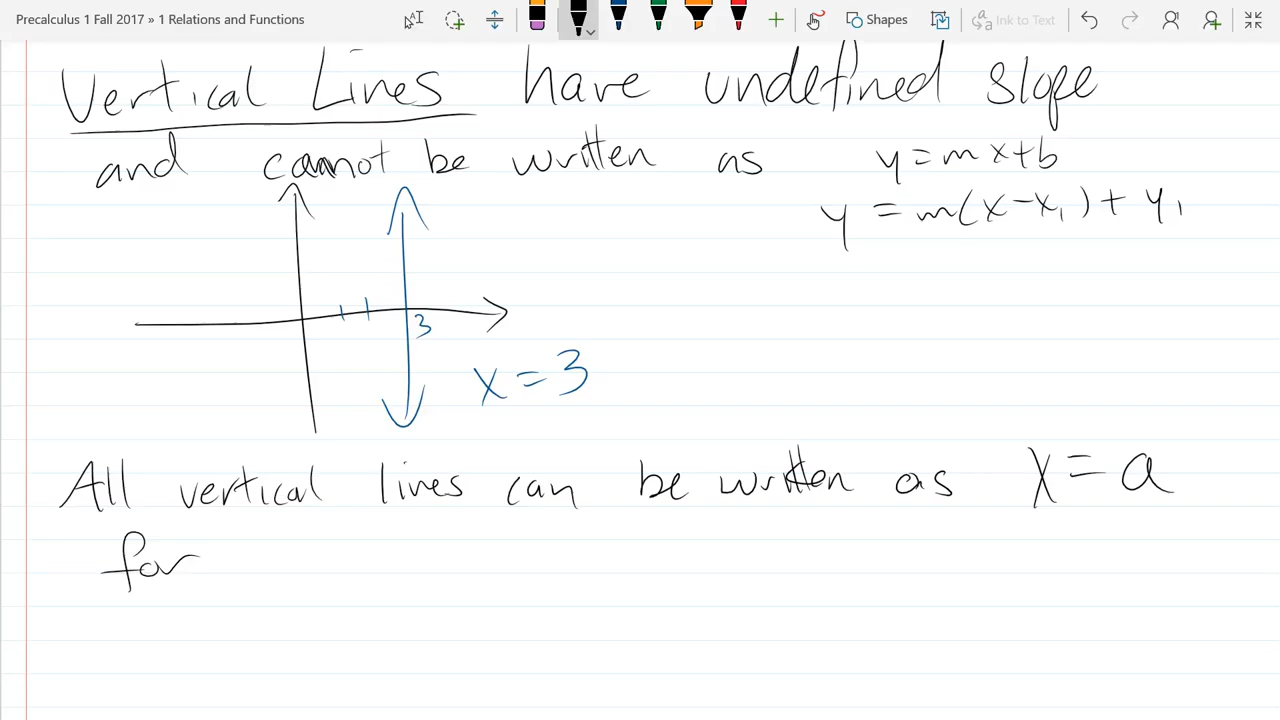 Precalculus 1 Fall 2017 » 1 Relations and Functions
Shapes
Ink to Text
Vertical Lines have undefined slope
and cannot be written as y = mx+b
y = m(x-x₁) + y₁
3
x = 3
All vertical lines can be written as x = a
for